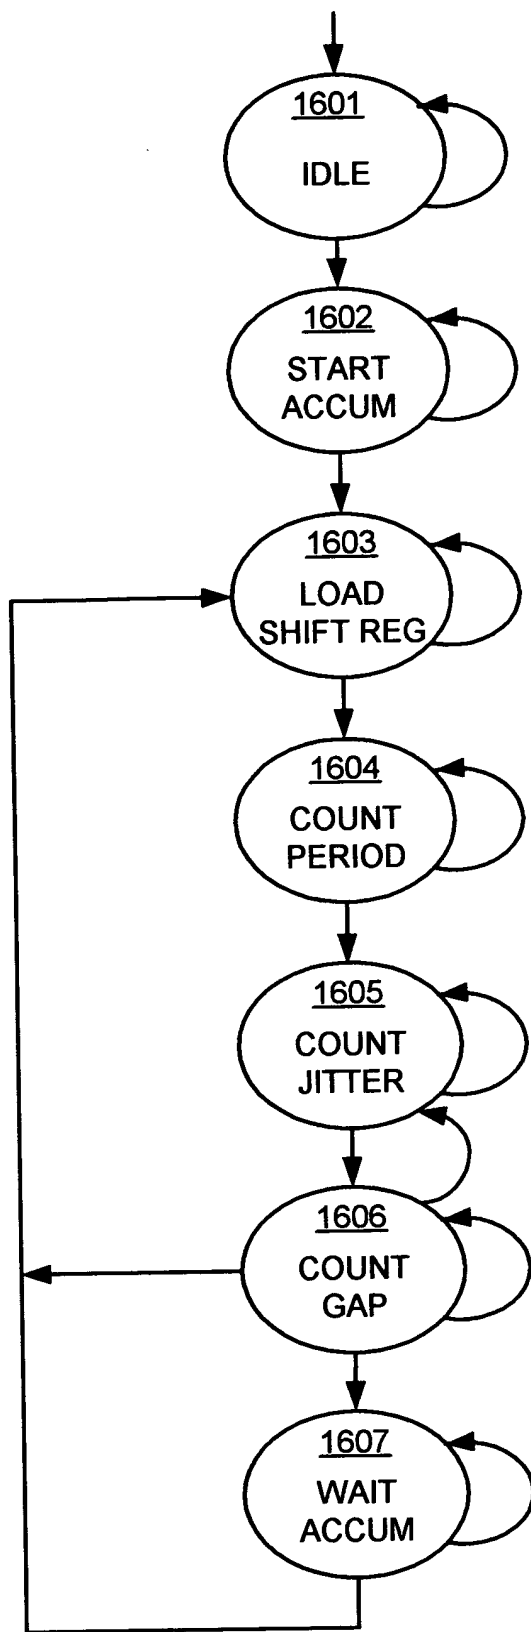 1601
IDLE
1602
START
ACCUM
1603
LOAD
SHIFT REG
1604
COUNT
PERIOD
1605
COUNT
JITTER
1606
COUNT
GAP
1607
WAIT
ACCUM